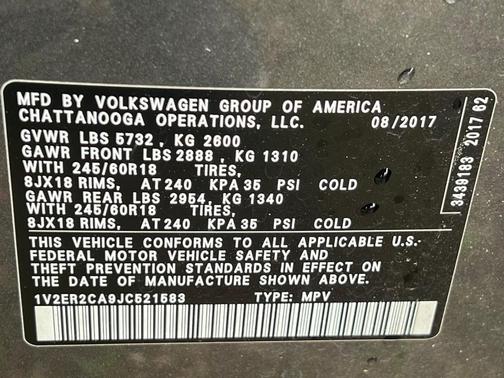 MFD BY VOLKSWAGEN GROUP OF AMERICA
CHATTANOOGA OPERATIONS, LLC. 08/2017
GVWR LBS 5732, KG 2600
GAWR FRONT LBS 2888, KG 1310
WITH 245/60R18 TIRES,
8JX18 RIMS, AT 240 KPA 35 PSI COLD
GAWR REAR LBS 2954, KG 1340
WITH 245/60R18 TIRES,
8JX18 RIMS, AT 240 KPA 35 PSI COLD
THIS VEHICLE CONFORMS TO ALL APPLICABLE U.S.
FEDERAL MOTOR VEHICLE SAFETY AND
THEFT PREVENTION STANDARDS IN EFFECT ON
THE DATE OF MANUFACTURE SHOWN ABOVE.
1V2ER2CA9JC521583 TYPE: MPV
3439183 2017 62